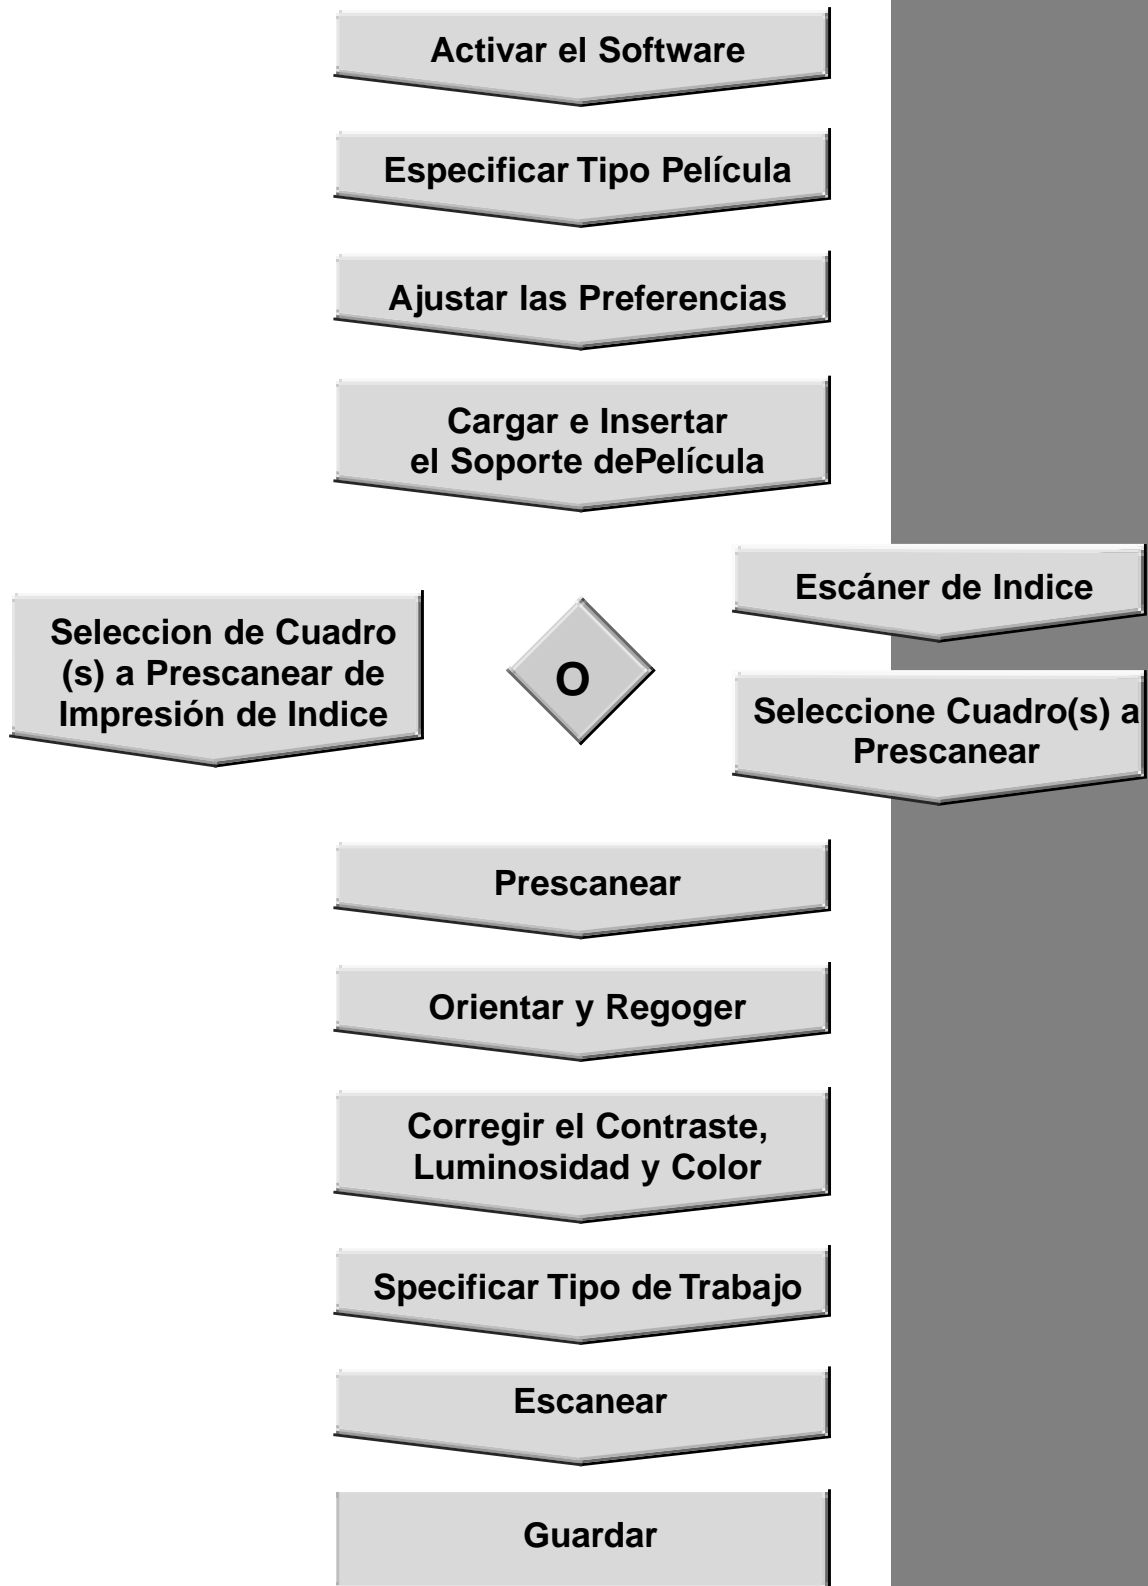 Activar el Software
Especificar Tipo Película
Ajustar las Preferencias
Cargar e Insertar
el Soporte dePelícula
Seleccion de Cuadro
(s) a Prescanear de
Impresión de Indice
O
Escáner de Indice
Seleccione Cuadro(s) a
Prescanear
Prescanear
Orientar y Regoger
Corregir el Contraste,
Luminosidad y Color
Specificar Tipo de Trabajo
Escanear
Guardar